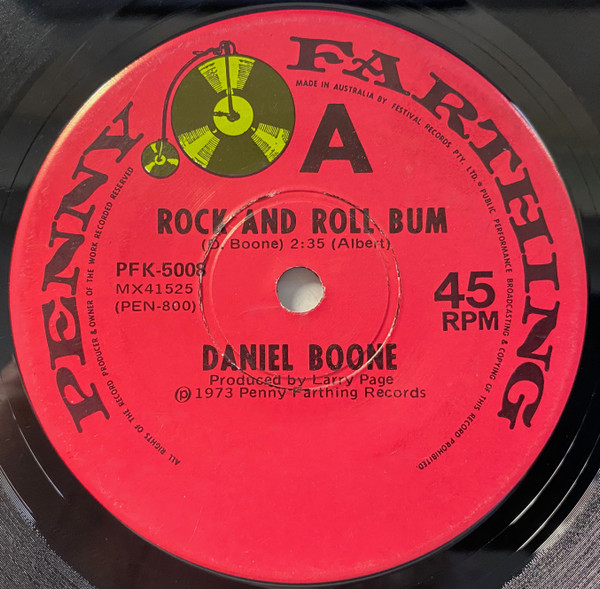 PENNY FARTHING
MADE IN AUSTRALIA BY FESTIVAL RECORDS PTY. LTD. • PUBLIC PERFORMANCE BROADCASTING & COPYING OF THIS RECORD PROHIBITED.
ALL RIGHTS OF THE RECORD PRODUCER & OWNER OF THE WORK RECORDED RESERVED
A
ROCK AND ROLL BUM
(D. Boone) 2:35 (Albert)
PFK-5008
MX41525
(PEN-800)
45
RPM
DANIEL BOONE
Produced by Larry Page
℗ 1973 Penny Farthing Records